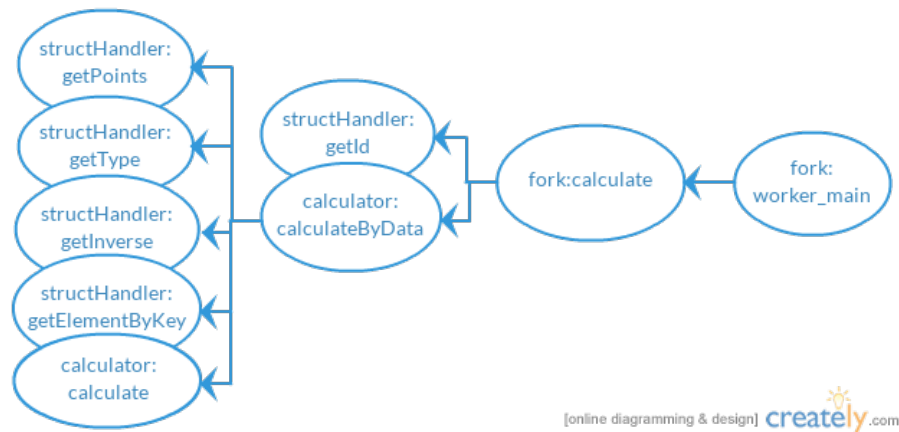 structHandler:
getPoints
structHandler:
getType
structHandler:
getInverse
structHandler:
getElementByKey
calculator:
calculate
structHandler:
getId
calculator:
calculateByData
fork:calculate
fork:
worker_main
[online diagramming & design] creately.com